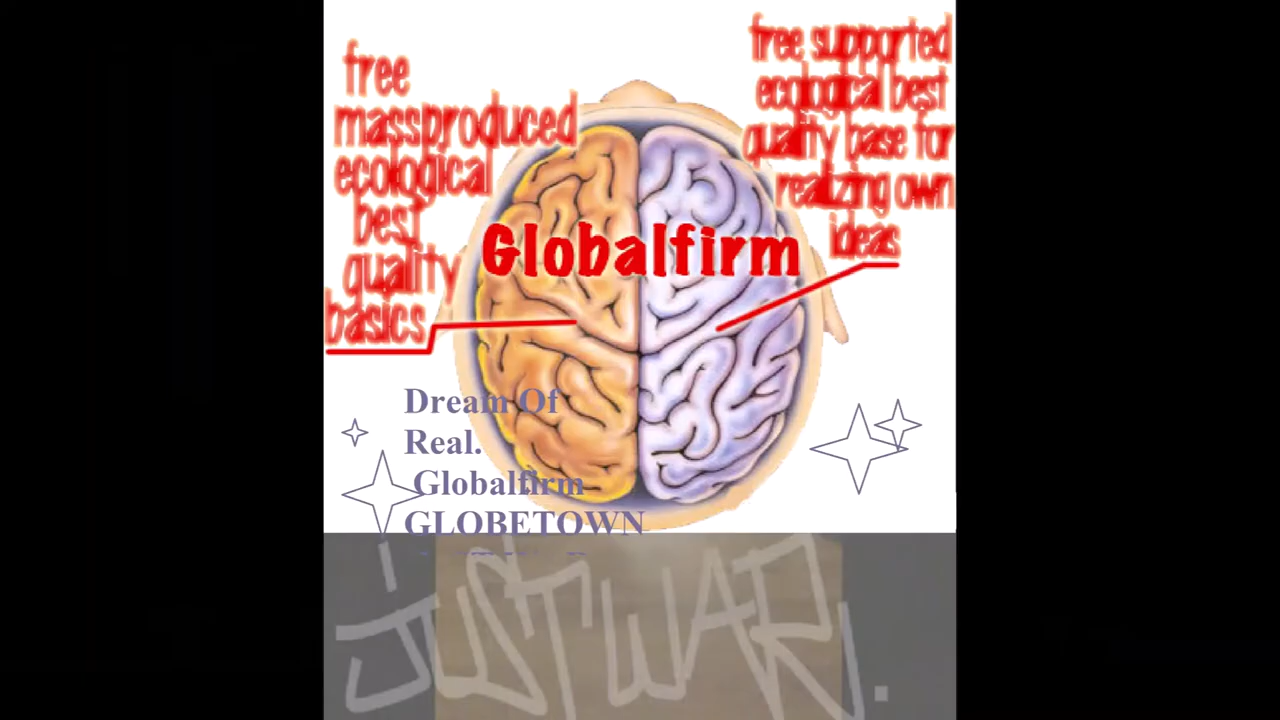 free
massproduced
ecological
best
quality
basics
free supported
ecological best
quality base for
realizing own
ideas
Globalfirm
Dream Of
Real.
Globalfirm
GLOBETOWN
JUSTWAR.